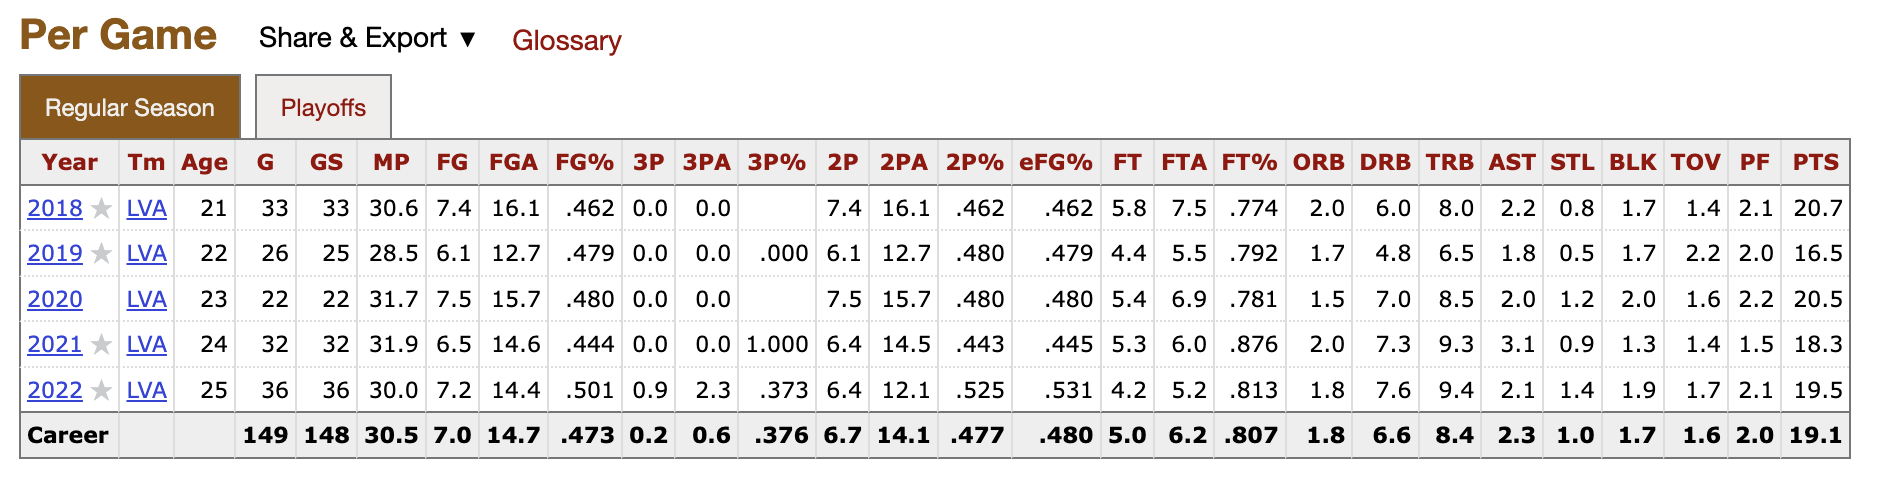 Per Game Share & Export ▼ Glossary
Regular Season Playoffs
Year Tm Age G GS MP FG FGA FG% 3P 3PA 3P% 2P 2PA 2P% eFG% FT FTA FT% ORB DRB TRB AST STL BLK TOV PF PTS
2018 ★ LVA 21 33 33 30.6 7.4 16.1 .462 0.0 0.0 7.4 16.1 .462 .462 5.8 7.5 .774 2.0 6.0 8.0 2.2 0.8 1.7 1.4 2.1 20.7
2019 ★ LVA 22 26 25 28.5 6.1 12.7 .479 0.0 0.0 .000 6.1 12.7 .480 .479 4.4 5.5 .792 1.7 4.8 6.5 1.8 0.5 1.7 2.2 2.0 16.5
2020 LVA 23 22 22 31.7 7.5 15.7 .480 0.0 0.0 7.5 15.7 .480 .480 5.4 6.9 .781 1.5 7.0 8.5 2.0 1.2 2.0 1.6 2.2 20.5
2021 ★ LVA 24 32 32 31.9 6.5 14.6 .444 0.0 0.0 1.000 6.4 14.5 .443 .445 5.3 6.0 .876 2.0 7.3 9.3 3.1 0.9 1.3 1.4 1.5 18.3
2022 ★ LVA 25 36 36 30.0 7.2 14.4 .501 0.9 2.3 .373 6.4 12.1 .525 .531 4.2 5.2 .813 1.8 7.6 9.4 2.1 1.4 1.9 1.7 2.1 19.5
Career 149 148 30.5 7.0 14.7 .473 0.2 0.6 .376 6.7 14.1 .477 .480 5.0 6.2 .807 1.8 6.6 8.4 2.3 1.0 1.7 1.6 2.0 19.1